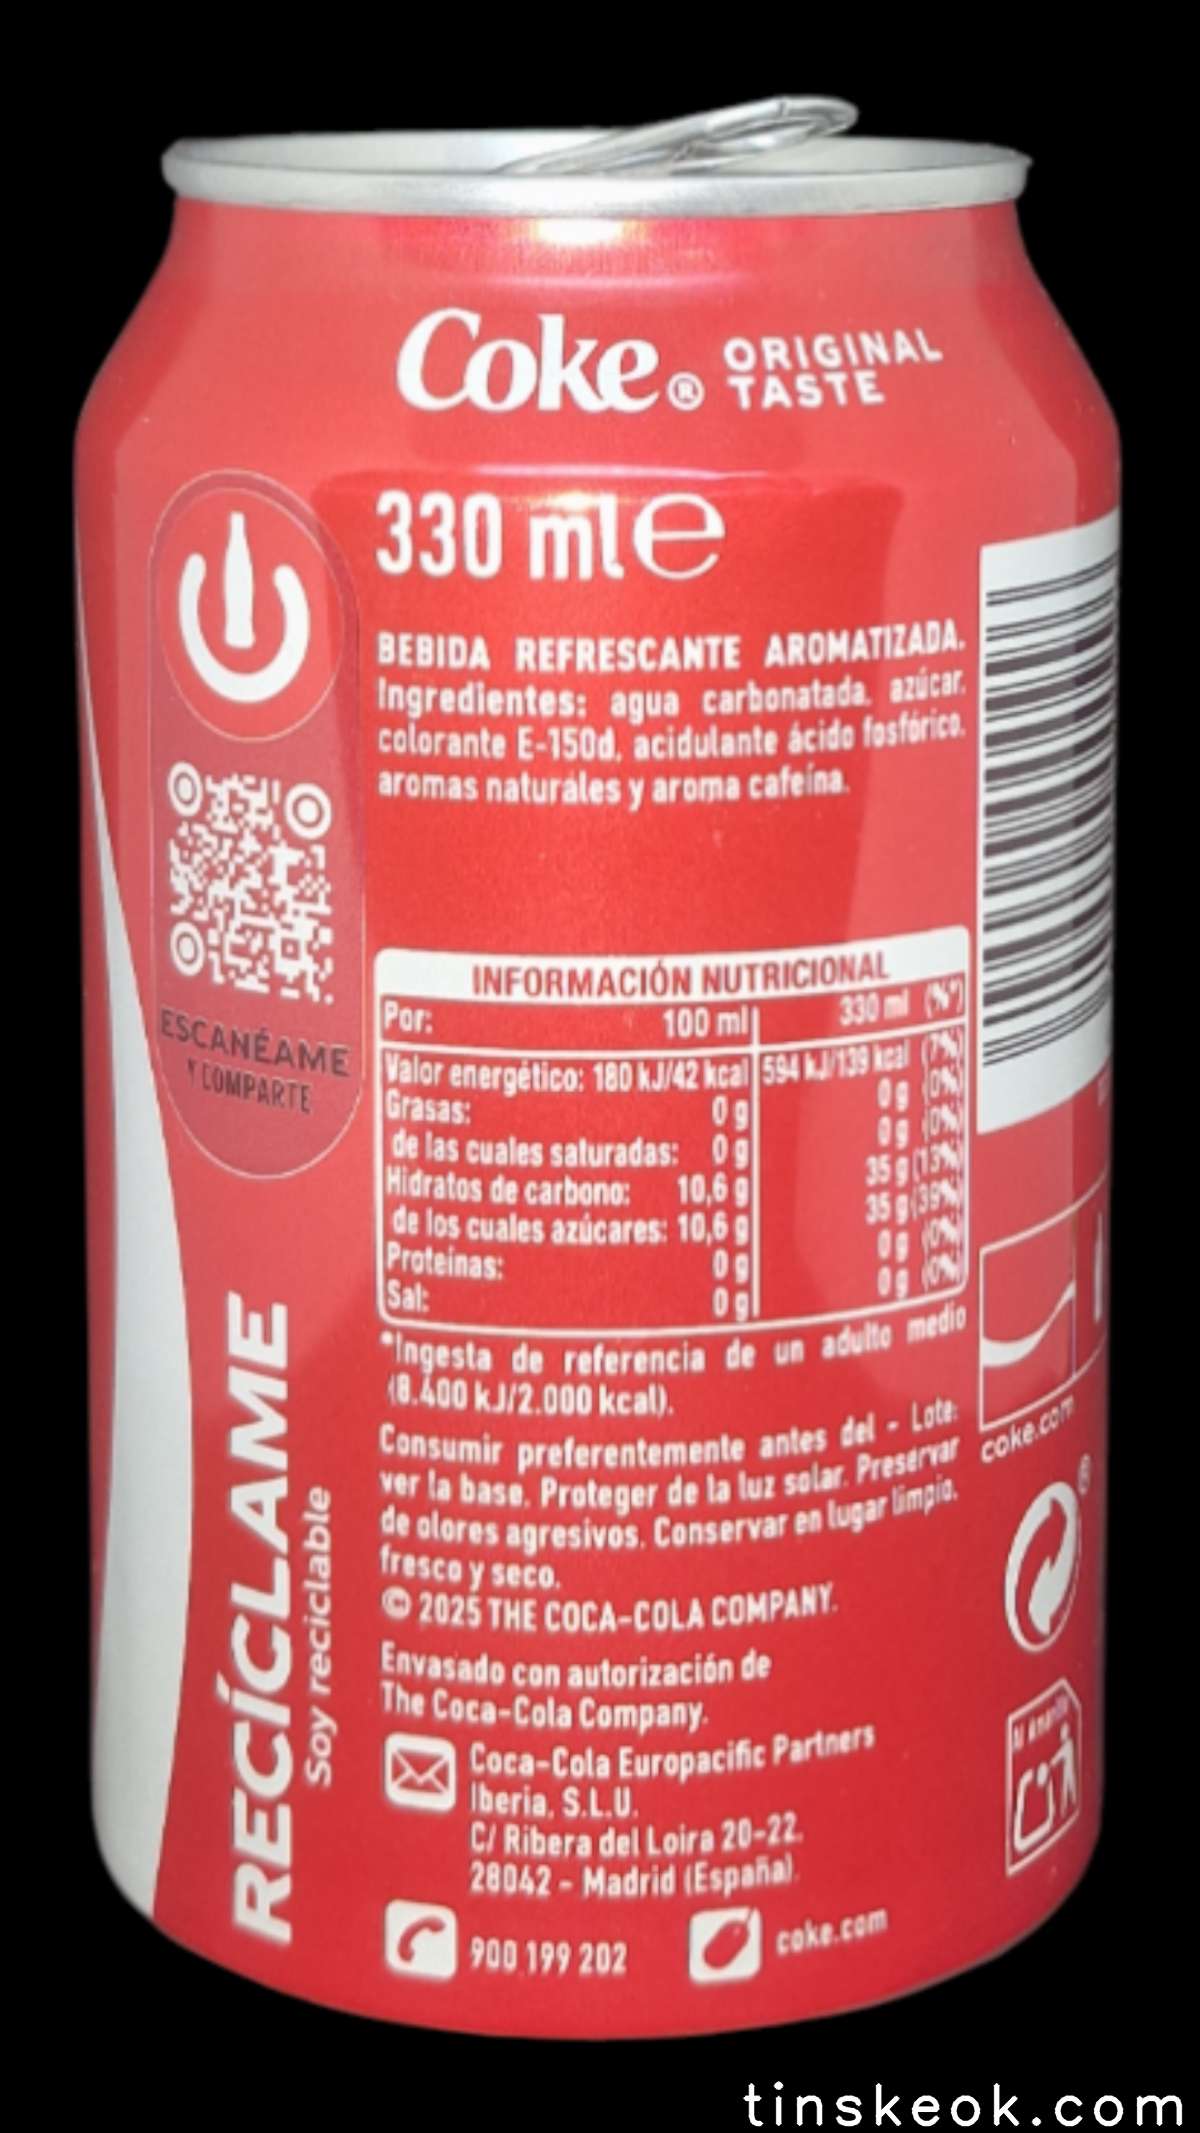 Coke® ORIGINAL
TASTE
330 ml e
BEBIDA REFRESCANTE AROMATIZADA.
Ingredientes: agua carbonatada, azúcar,
colorante E-150d, acidulante ácido fosfórico,
aromas naturales y aroma cafeína.
ESCANÉAME
Y COMPARTE
INFORMACIÓN NUTRICIONAL
Por: 100 ml 330 ml (%*)
Valor energético: 180 kJ/42 kcal 594 kJ/139 kcal (7%)
Grasas: 0 g 0 g (0%)
de las cuales saturadas: 0 g 0 g (0%)
Hidratos de carbono: 10,6 g 35 g (13%)
de los cuales azúcares: 10,6 g 35 g (39%)
Proteínas: 0 g 0 g (0%)
Sal: 0 g 0 g (0%)
*Ingesta de referencia de un adulto medio
(8.400 kJ/2.000 kcal).
Consumir preferentemente antes del - Lote:
ver la base. Proteger de la luz solar. Preservar
de olores agresivos. Conservar en lugar limpio,
fresco y seco.
© 2025 THE COCA-COLA COMPANY.
Envasado con autorización de
The Coca-Cola Company.
Coca-Cola Europacific Partners
Iberia, S.L.U.
C/ Ribera del Loira 20-22.
28042 - Madrid (España).
900 199 202
coke.com
RECÍCLAME
Soy reciclable
coke.com
®
tinskeok.com